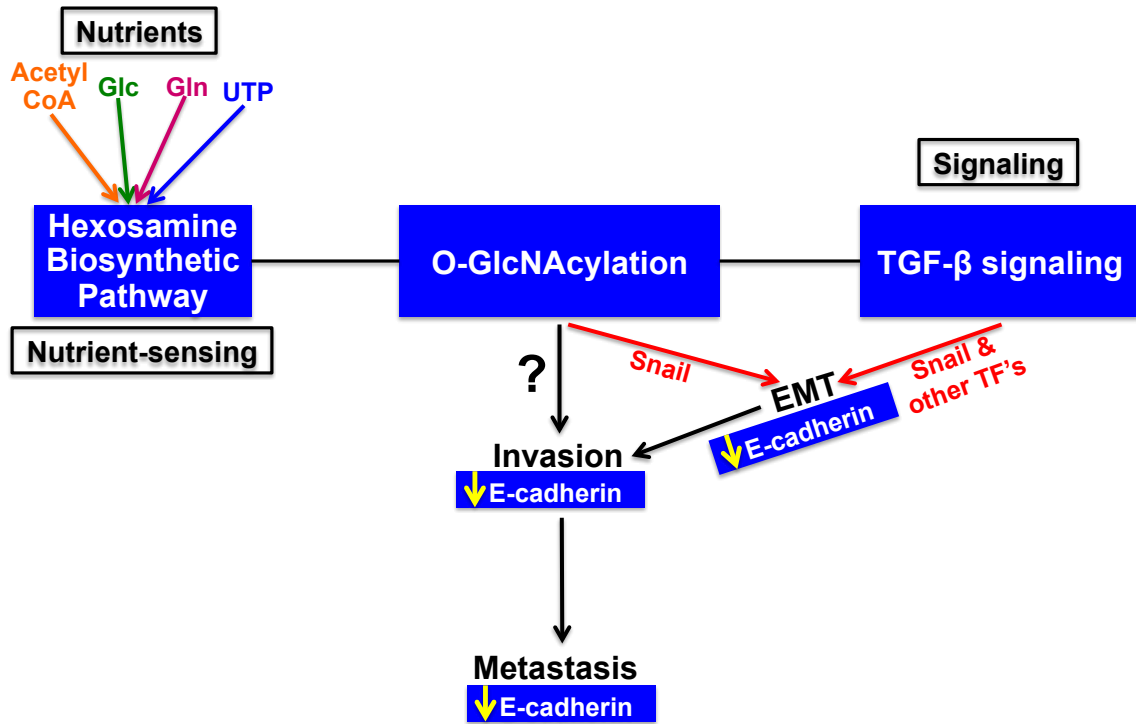 Nutrients
Acetyl
CoA
Glc
Gln
UTP
Signaling
Hexosamine
Biosynthetic
Pathway
O-GlcNAcylation
TGF-β signaling
Nutrient-sensing
?
Snail
Snail &
other TF's
EMT
E-cadherin
Invasion
E-cadherin
Metastasis
E-cadherin